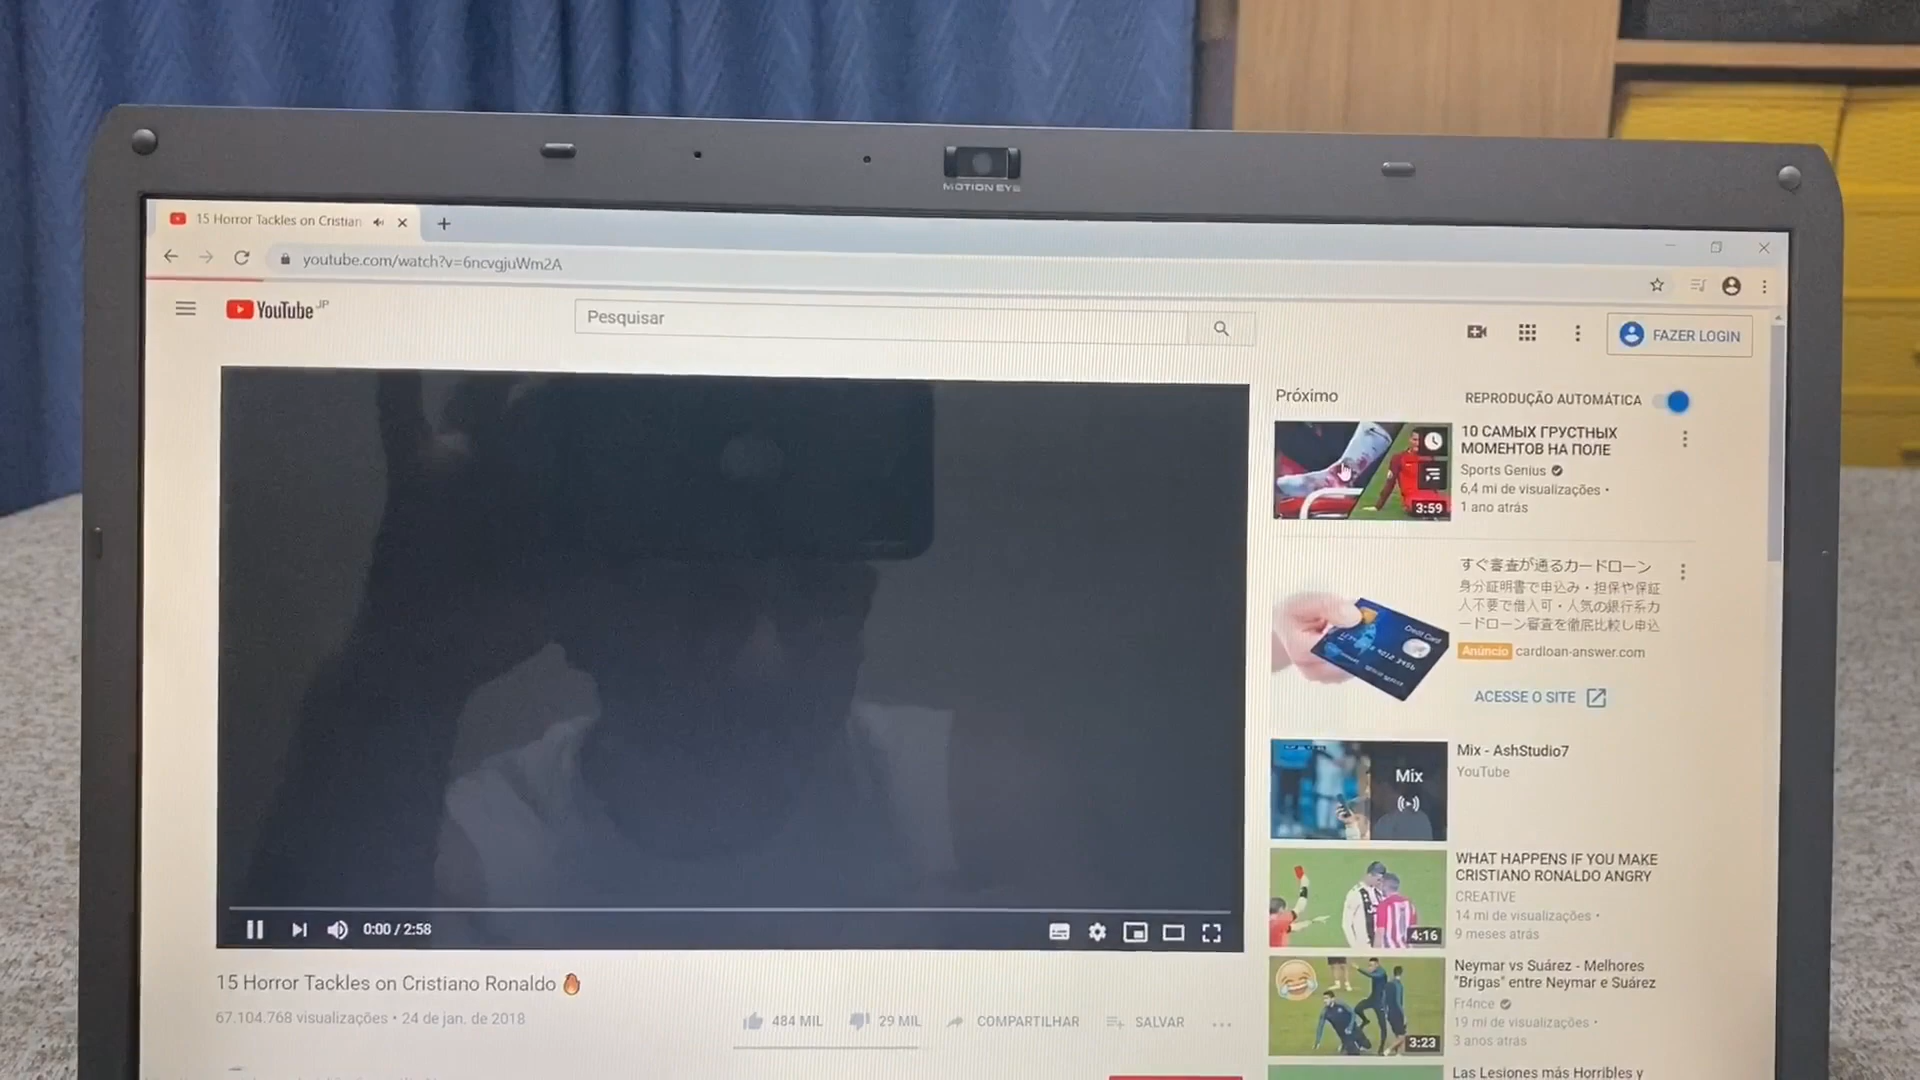 MOTION EYE
15 Horror Tackles on Cristian
youtube.com/watch?v=6ncvgjuWm2A
YouTube JP
Pesquisar
FAZER LOGIN
Próximo
REPRODUÇÃO AUTOMÁTICA
10 САМЫХ ГРУСТНЫХ
МОМЕНТОВ НА ПОЛЕ
Sports Genius
6,4 mi de visualizações •
1 ano atrás
3:59
すぐ審査が通るカードローン
身分証明書で申込み・担保や保証
人不要で借入可・人気の銀行系カ
ードローン審査を徹底比較し申込
Anúncio cardloan-answer.com
ACESSE O SITE
Credit Card
Mix - AshStudio7
YouTube
Mix
WHAT HAPPENS IF YOU MAKE
CRISTIANO RONALDO ANGRY
CREATIVE
14 mi de visualizações •
9 meses atrás
4:16
Neymar vs Suárez - Melhores
"Brigas" entre Neymar e Suárez
Fr4nce
19 mi de visualizações •
3 anos atrás
3:23
Las Lesiones más Horribles y
0:00 / 2:58
15 Horror Tackles on Cristiano Ronaldo 🔥
67.104.768 visualizações • 24 de jan. de 2018
484 MIL
29 MIL
COMPARTILHAR
SALVAR